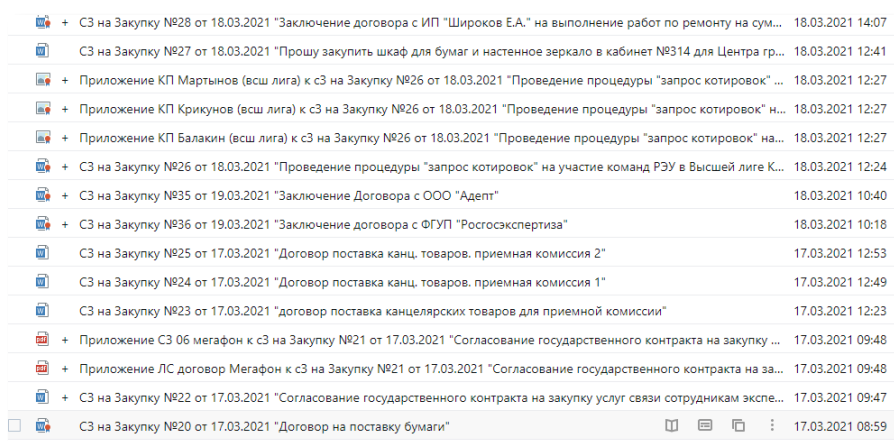 + СЗ на Закупку №28 от 18.03.2021 "Заключение договора с ИП "Широков Е.А." на выполнение работ по ремонту на сум... 18.03.2021 14:07
СЗ на Закупку №27 от 18.03.2021 "Прошу закупить шкаф для бумаг и настенное зеркало в кабинет №314 для Центра гр... 18.03.2021 12:41
+ Приложение КП Мартынов (всш лига) к сЗ на Закупку №26 от 18.03.2021 "Проведение процедуры "запрос котировок" ... 18.03.2021 12:27
+ Приложение КП Крикунов (всш лига) к сЗ на Закупку №26 от 18.03.2021 "Проведение процедуры "запрос котировок" н... 18.03.2021 12:27
+ Приложение КП Балакин (всш лига) к сЗ на Закупку №26 от 18.03.2021 "Проведение процедуры "запрос котировок" на... 18.03.2021 12:27
+ СЗ на Закупку №26 от 18.03.2021 "Проведение процедуры "запрос котировок" на участие команд РЭУ в Высшей лиге К... 18.03.2021 12:24
+ СЗ на Закупку №35 от 19.03.2021 "Заключение Договора с ООО "Адепт" 18.03.2021 10:40
+ СЗ на Закупку №36 от 19.03.2021 "Заключение договора с ФГУП "Росгосэкспертиза" 18.03.2021 10:18
СЗ на Закупку №25 от 17.03.2021 "Договор поставка канц. товаров. приемная комиссия 2" 17.03.2021 12:53
СЗ на Закупку №24 от 17.03.2021 "Договор поставка канц. товаров. приемная комиссия 1" 17.03.2021 12:49
СЗ на Закупку №23 от 17.03.2021 "договор поставка канцелярских товаров для приемной комиссии" 17.03.2021 12:23
+ Приложение СЗ 06 мегафон к сЗ на Закупку №21 от 17.03.2021 "Согласование государственного контракта на закупку ... 17.03.2021 09:48
+ Приложение ЛС договор Мегафон к сЗ на Закупку №21 от 17.03.2021 "Согласование государственного контракта на за... 17.03.2021 09:48
+ СЗ на Закупку №22 от 17.03.2021 "Согласование государственного контракта на закупку услуг связи сотрудникам экспе... 17.03.2021 09:47
СЗ на Закупку №20 от 17.03.2021 "Договор на поставку бумаги" 17.03.2021 08:59